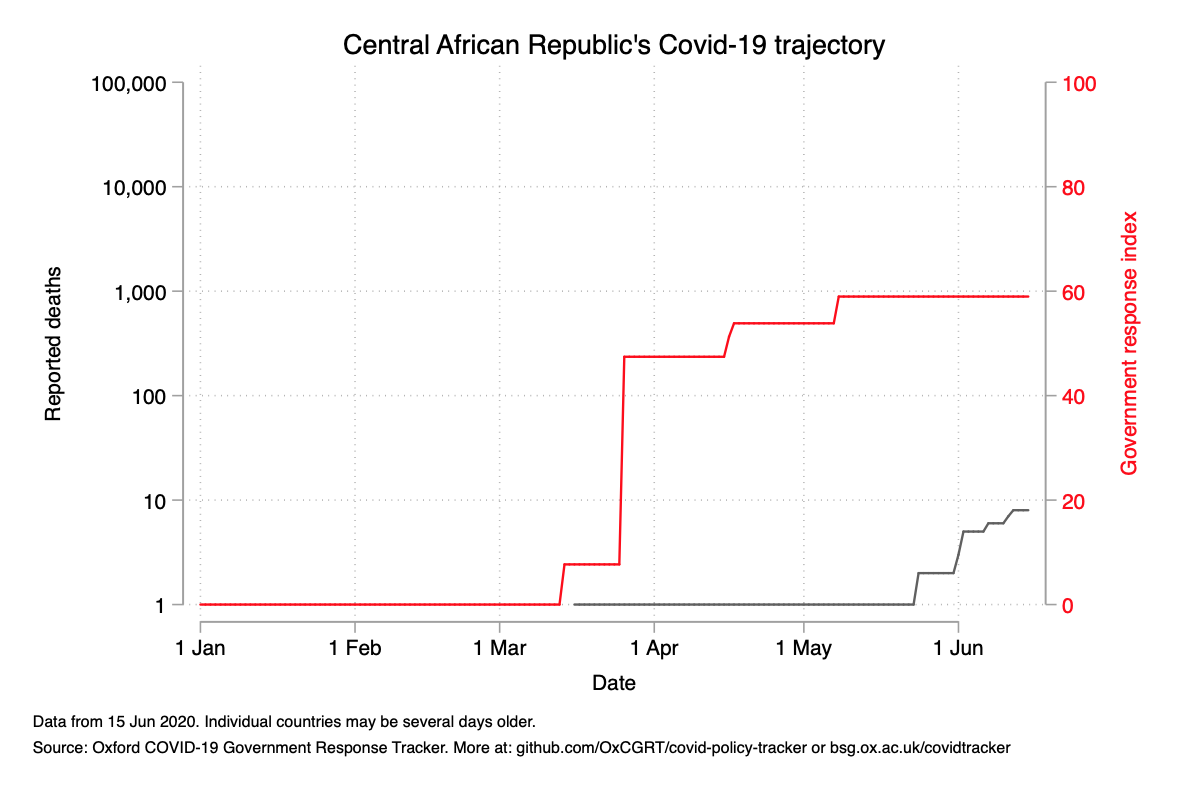 Central African Republic's Covid-19 trajectory
100,000
10,000
1,000
100
10
1
Reported deaths
100
80
60
40
20
0
Government response index
1 Jan
1 Feb
1 Mar
1 Apr
1 May
1 Jun
Date
Data from 15 Jun 2020. Individual countries may be several days older.
Source: Oxford COVID-19 Government Response Tracker. More at: github.com/OxCGRT/covid-policy-tracker or bsg.ox.ac.uk/covidtracker